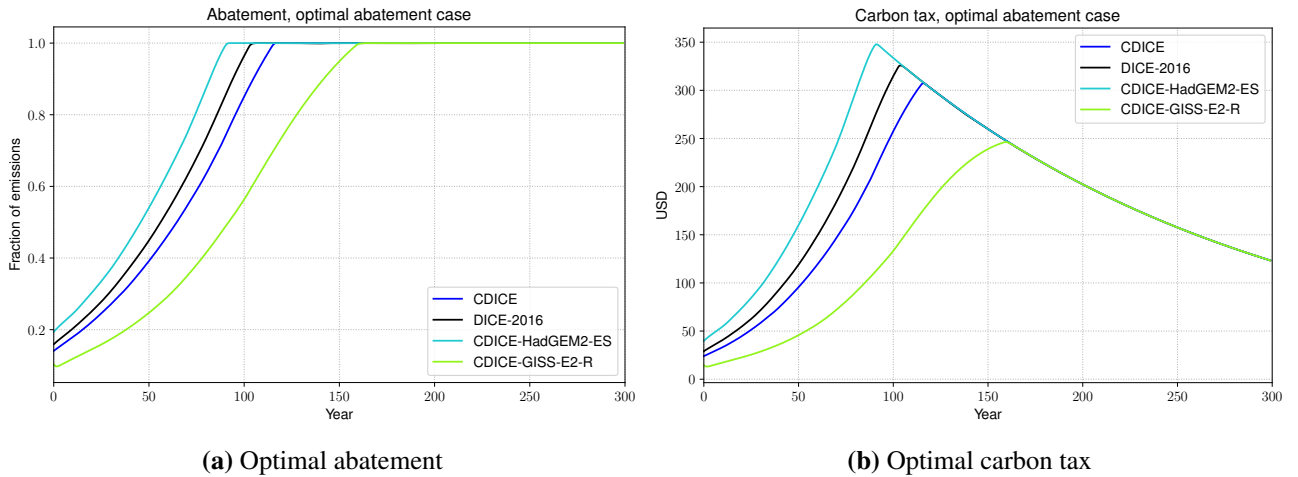 Abatement, optimal abatement case
1.0
0.8
0.6
0.4
0.2
Fraction of emissions
0
50
100
150
200
250
300
Year
CDICE
DICE-2016
CDICE-HadGEM2-ES
CDICE-GISS-E2-R
(a) Optimal abatement
Carbon tax, optimal abatement case
350
300
250
200
150
100
50
0
USD
0
50
100
150
200
250
300
Year
CDICE
DICE-2016
CDICE-HadGEM2-ES
CDICE-GISS-E2-R
(b) Optimal carbon tax